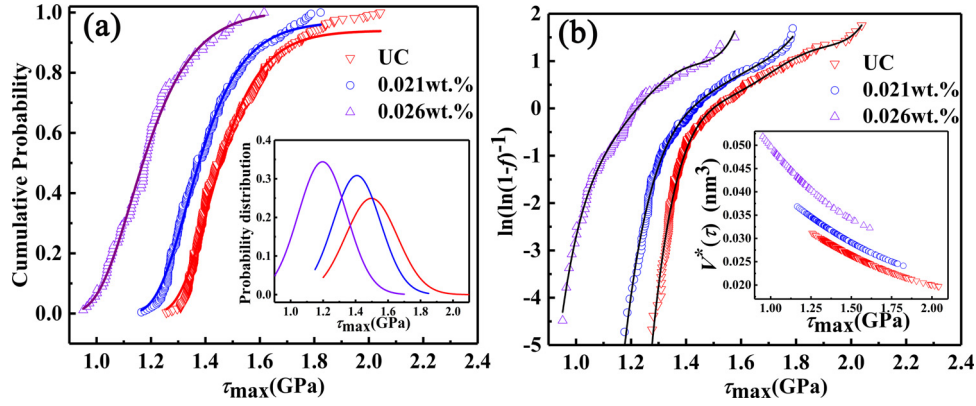 (a)
UC
0.021wt.%
0.026wt.%
Cumulative Probability
1.0
0.8
0.6
0.4
0.2
0.0
1.0 1.2 1.4 1.6 1.8 2.0 2.2 2.4
τmax(GPa)
Probability distribution
0.4
0.3
0.2
0.1
0.0
1.0 1.2 1.4 1.6 1.8 2.0
τmax(GPa)
(b)
UC
0.021wt.%
0.026wt.%
ln(ln(1-f)-1)
2
1
0
-1
-2
-3
-4
-5
1.0 1.2 1.4 1.6 1.8 2.0 2.2 2.4
τmax(GPa)
V*(τ) (nm3)
0.050
0.045
0.040
0.035
0.030
0.025
0.020
1.00 1.25 1.50 1.75 2.00
τmax(GPa)